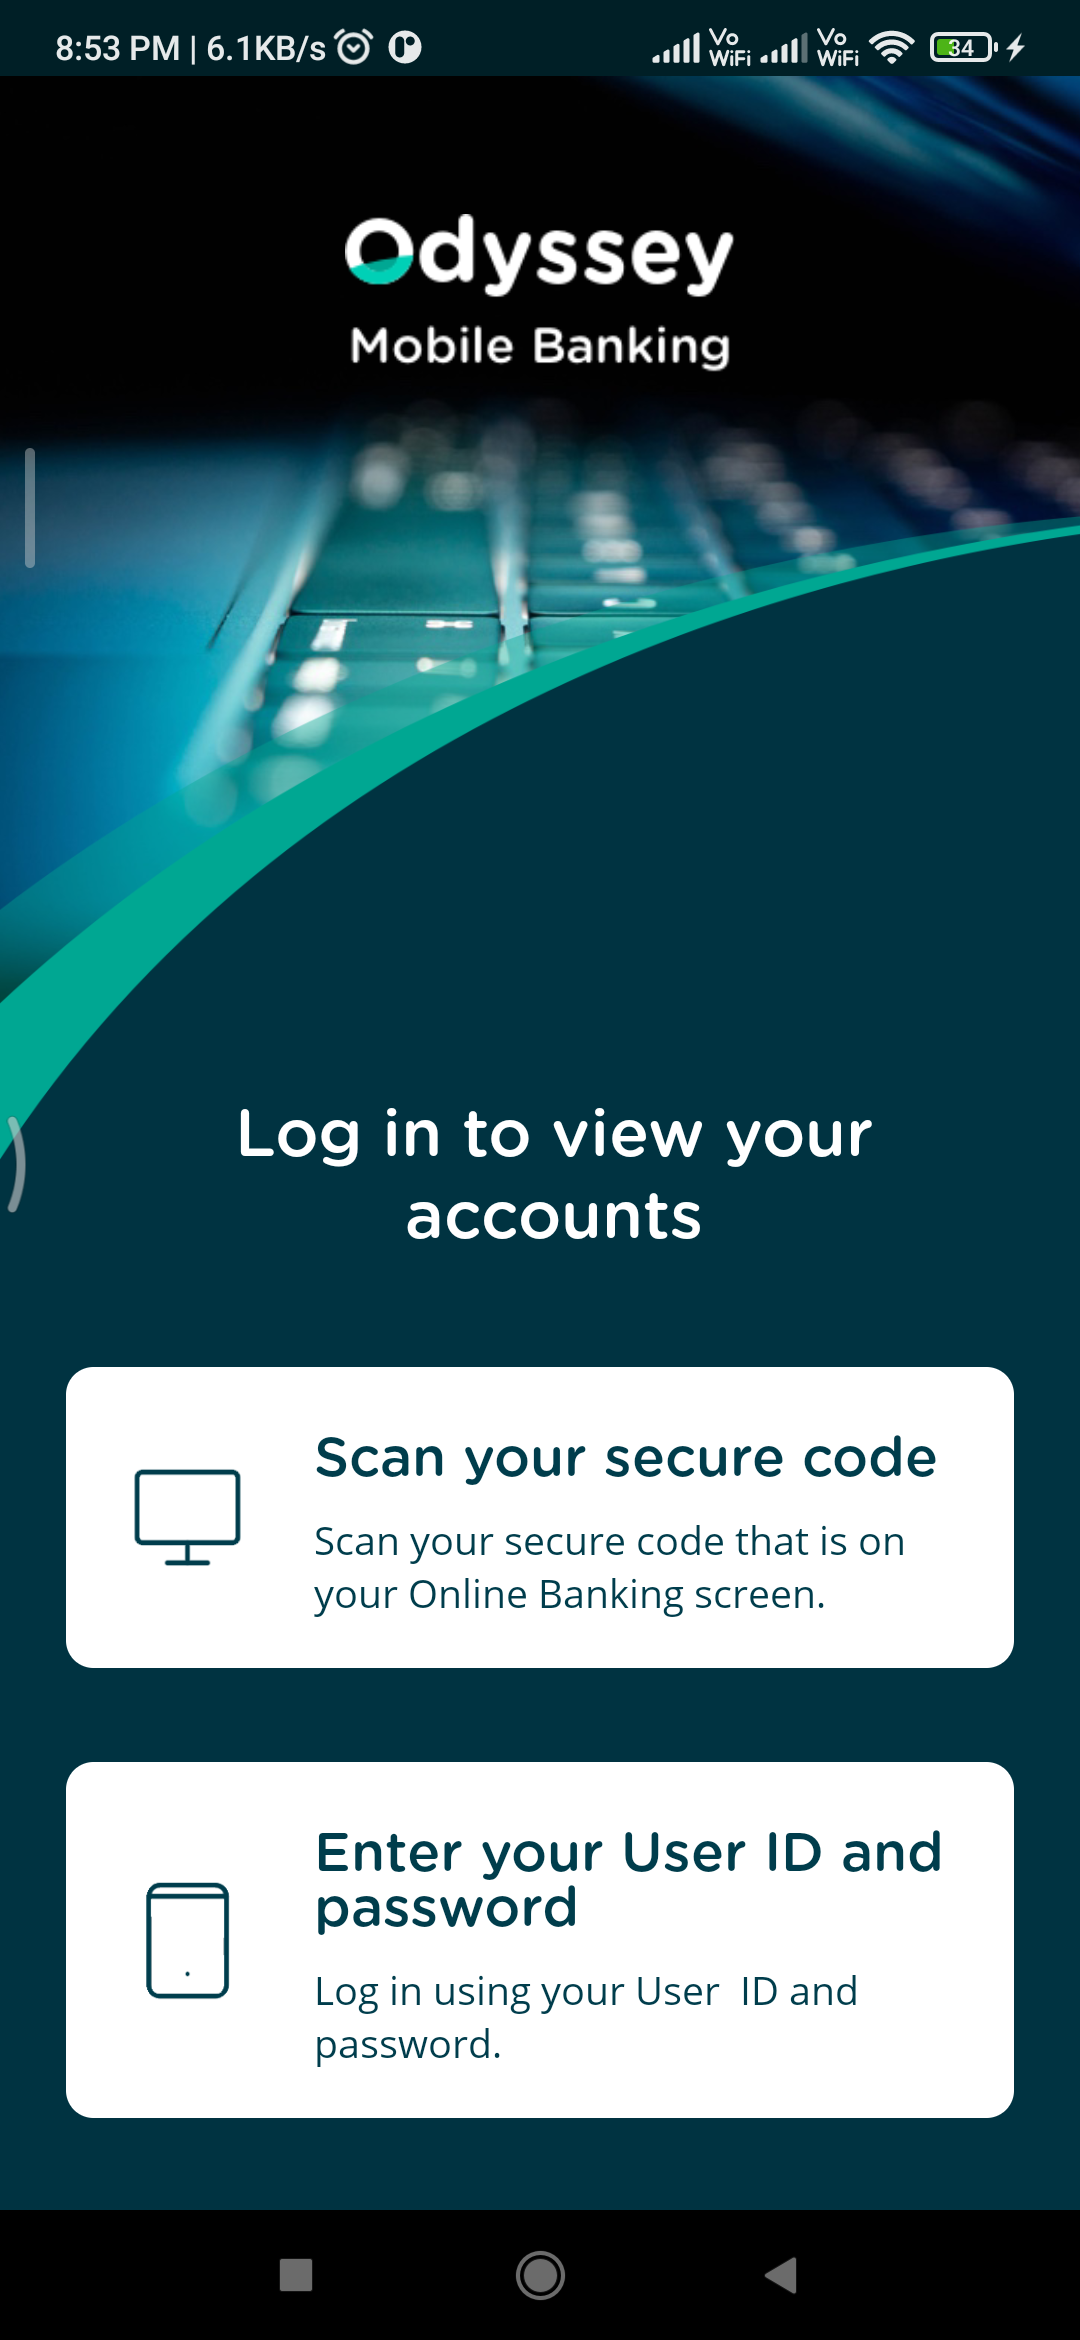 8:53 PM | 6.1KB/s Vo WiFi Vo WiFi 34
Odyssey
Mobile Banking
Log in to view your
accounts
Scan your secure code
Scan your secure code that is on
your Online Banking screen.
Enter your User ID and
password
Log in using your User  ID and
password.